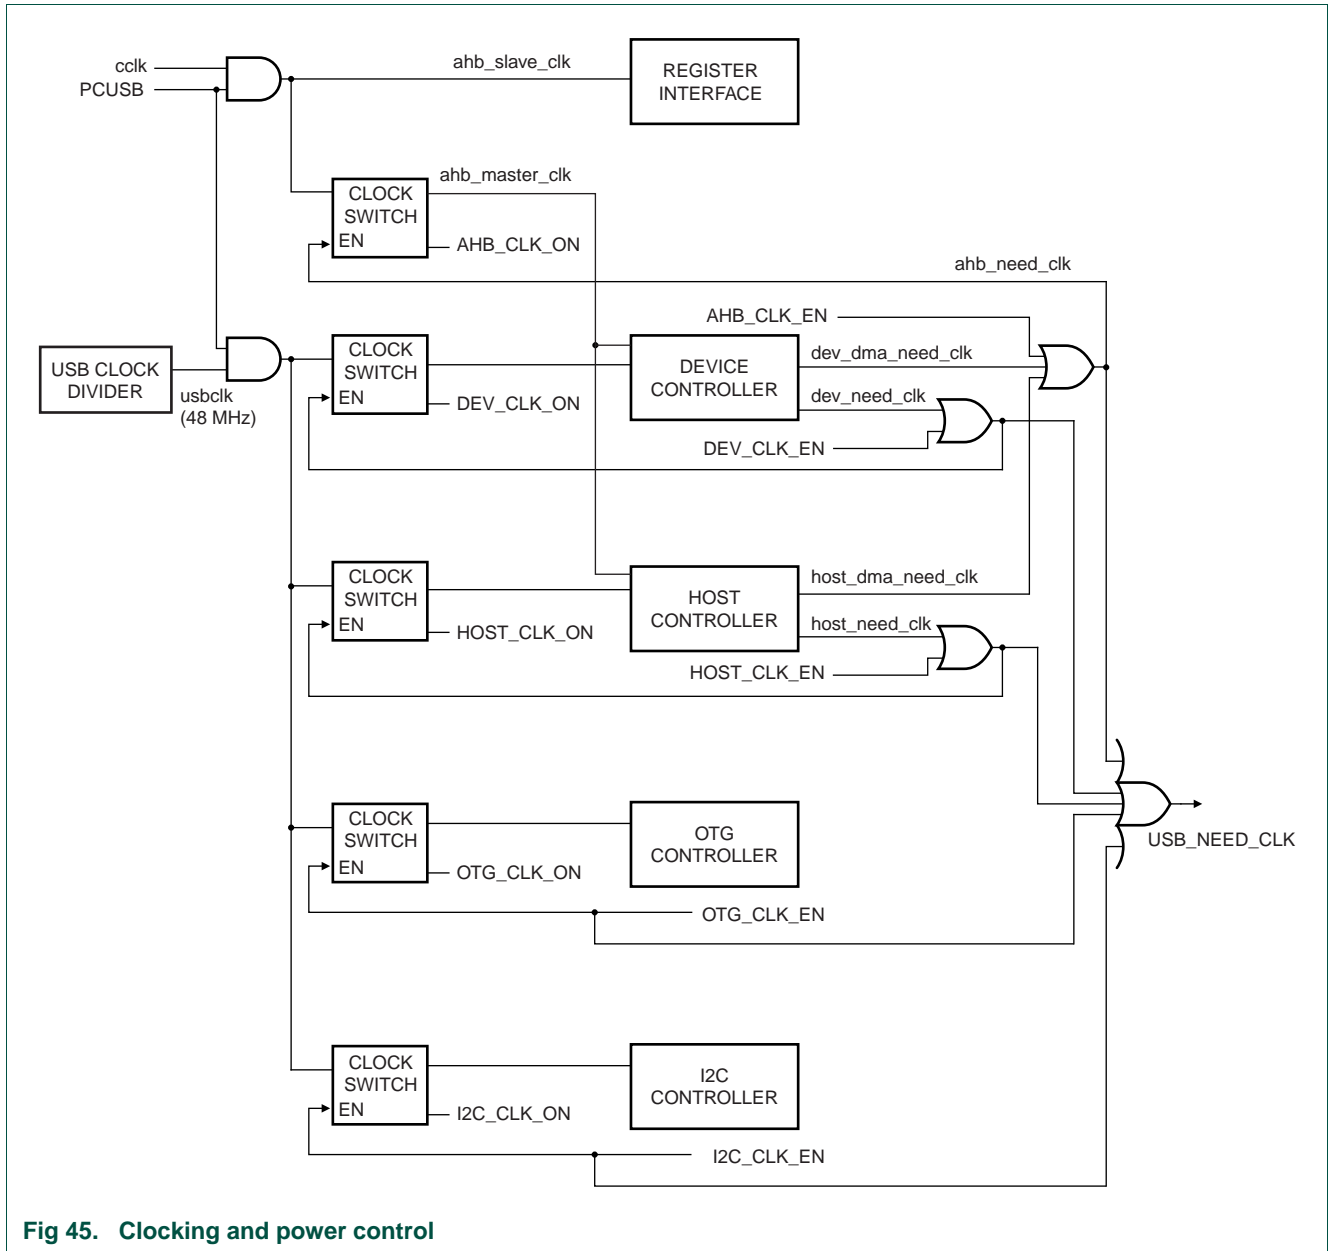 cclk
PCUSB
ahb_slave_clk
REGISTER
INTERFACE
CLOCK
SWITCH
EN
ahb_master_clk
AHB_CLK_ON
ahb_need_clk
AHB_CLK_EN
USB CLOCK
DIVIDER
usbclk
(48 MHz)
CLOCK
SWITCH
EN
DEV_CLK_ON
DEVICE
CONTROLLER
dev_dma_need_clk
dev_need_clk
DEV_CLK_EN
CLOCK
SWITCH
EN
HOST_CLK_ON
HOST
CONTROLLER
host_dma_need_clk
host_need_clk
HOST_CLK_EN
CLOCK
SWITCH
EN
OTG_CLK_ON
OTG
CONTROLLER
USB_NEED_CLK
OTG_CLK_EN
CLOCK
SWITCH
EN
I2C_CLK_ON
I2C
CONTROLLER
I2C_CLK_EN
Fig 45. Clocking and power control